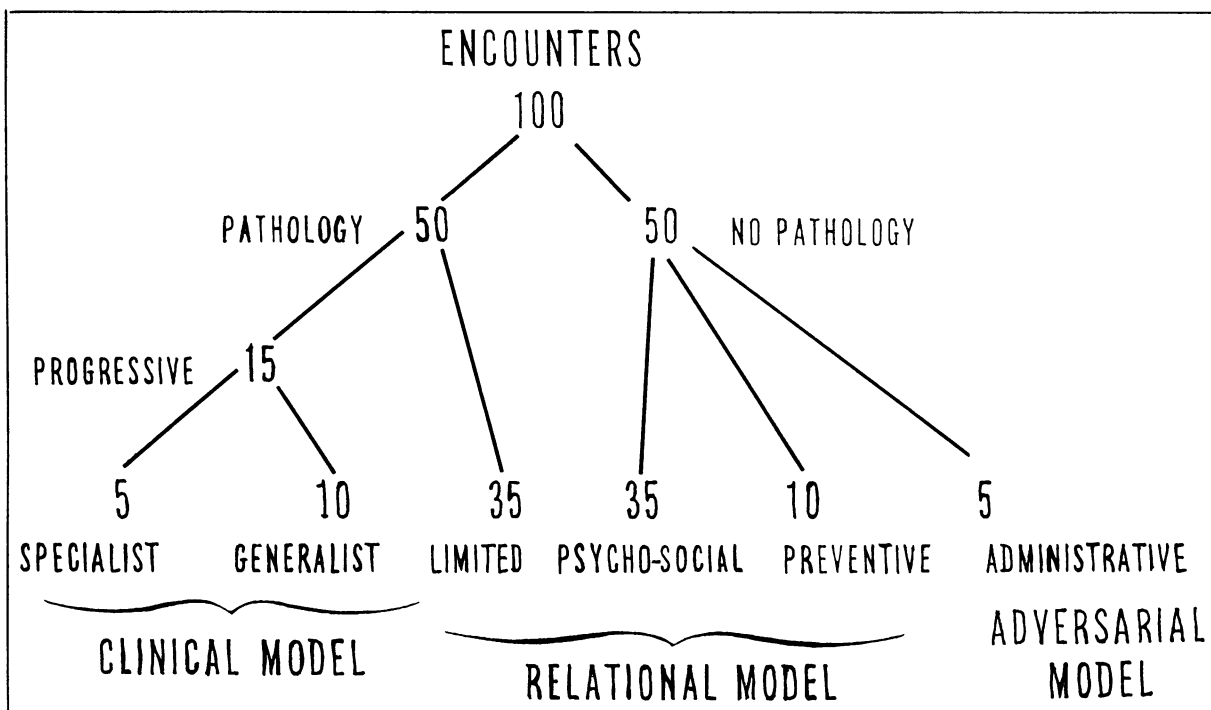 ENCOUNTERS
100
PATHOLOGY 50 50 NO PATHOLOGY
PROGRESSIVE 15
5 10 35 35 10 5
SPECIALIST GENERALIST LIMITED PSYCHO-SOCIAL PREVENTIVE ADMINISTRATIVE
CLINICAL MODEL
RELATIONAL MODEL
ADVERSARIAL
MODEL